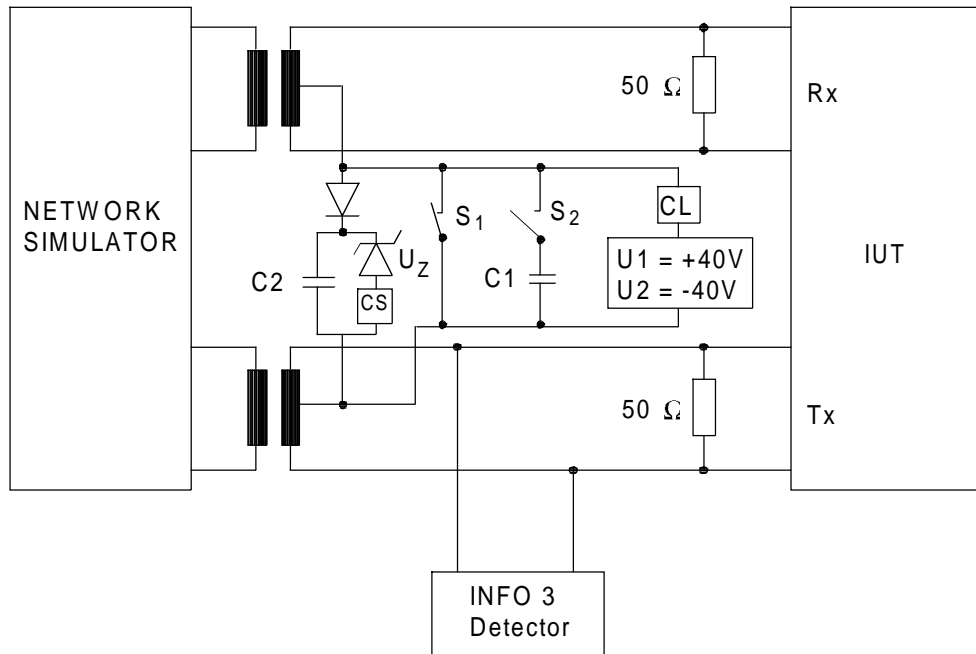 50 Ω
Rx
NETWORK
SIMULATOR
S1
S2
CL
IUT
C2
UZ
CS
C1
U1 = +40V
U2 = -40V
50 Ω
Tx
INFO 3
Detector